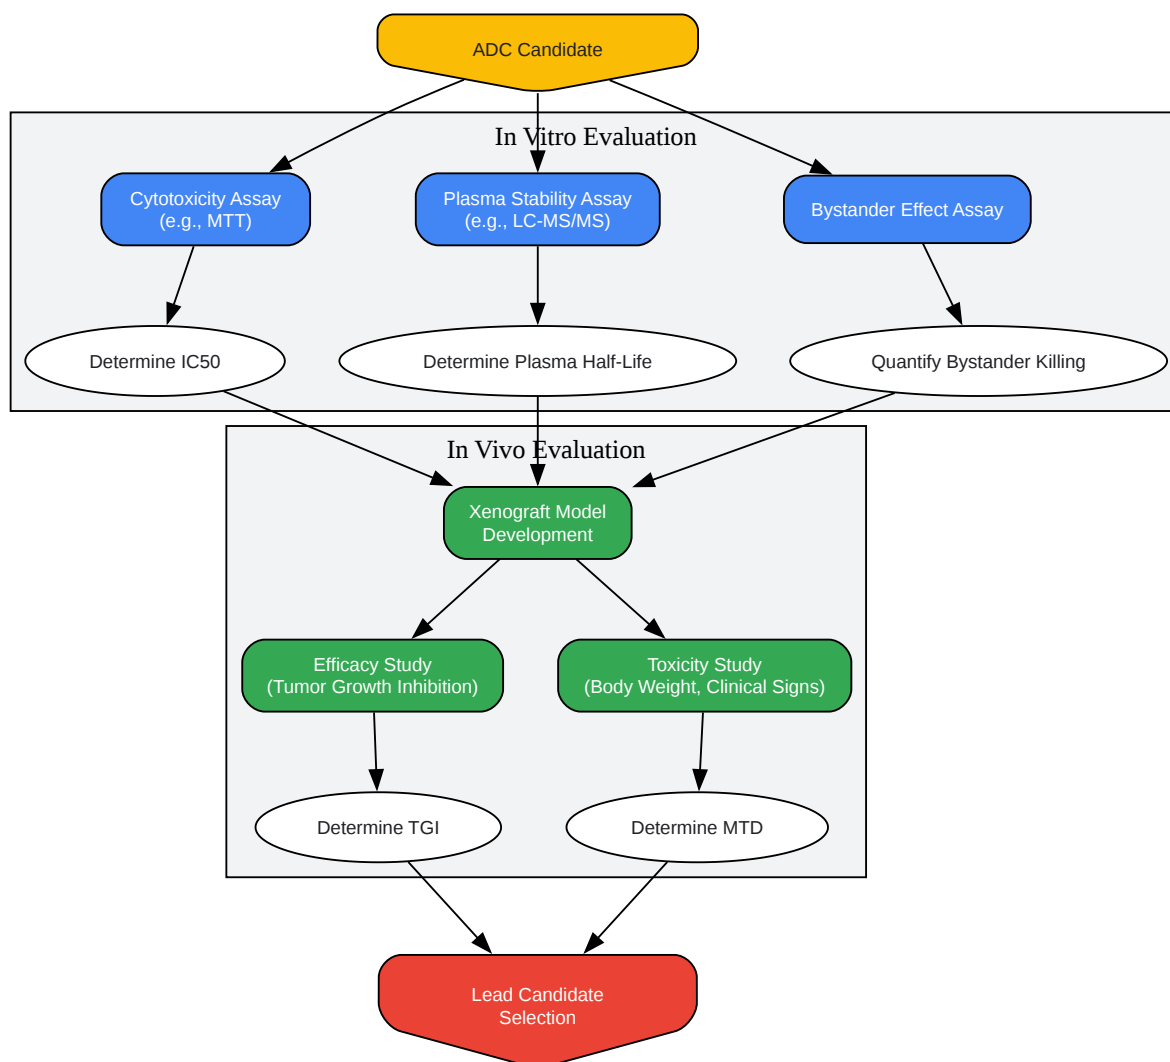 ADC Candidate
In Vitro Evaluation
Cytotoxicity Assay
(e.g., MTT)
Plasma Stability Assay
(e.g., LC-MS/MS)
Bystander Effect Assay
Determine IC50
Determine Plasma Half-Life
Quantify Bystander Killing
In Vivo Evaluation
Xenograft Model
Development
Efficacy Study
(Tumor Growth Inhibition)
Toxicity Study
(Body Weight, Clinical Signs)
Determine TGI
Determine MTD
Lead Candidate
Selection